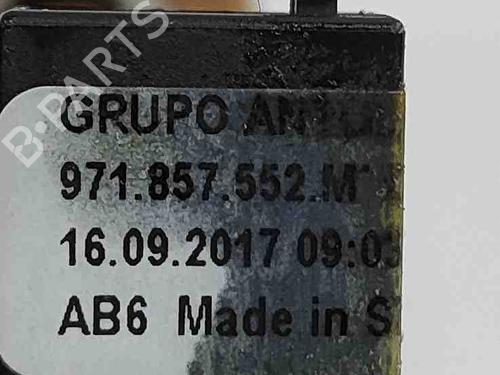 B-PARTS
GRUPO
971.857.552.M
16.09.2017 09:0
AB6 Made in S